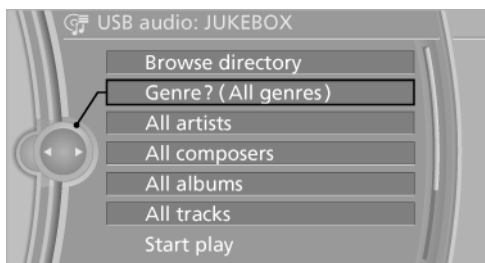 USB audio: JUKEBOX
Browse directory
Genre? (All genres)
All artists
All composers
All albums
All tracks
Start play